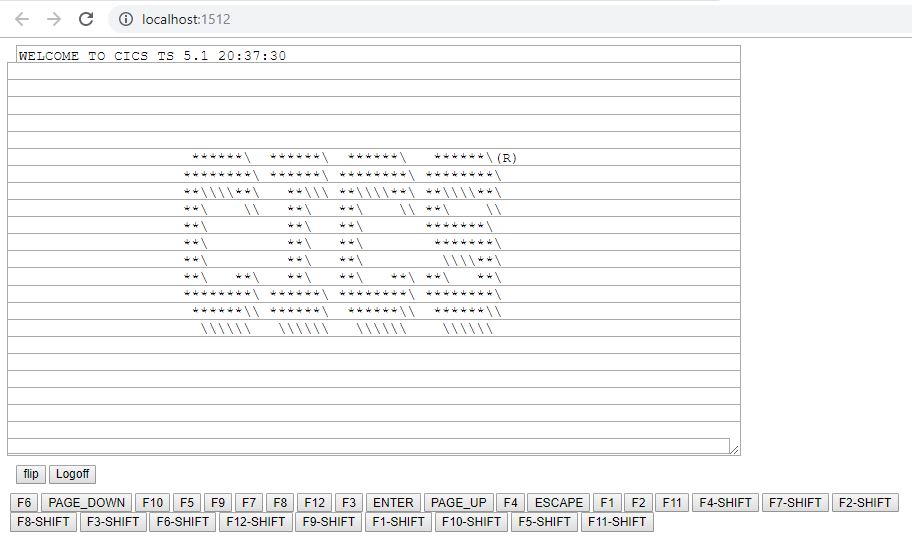 localhost:1512
WELCOME TO CICS TS 5.1 20:37:30
 ******\  ******\  ******\   ******\(R)
********\ ******\ ********\ ********\
**\\\\**\   **\\\ **\\\\**\ **\\\\**\
**\    \\   **\   **\    \\ **\    \\
**\         **\   **\       *******\
**\         **\   **\        *******\
**\         **\   **\         \\\\**\
**\   **\   **\   **\   **\ **\   **\
********\ ******\ ********\ ********\
 ******\\ ******\  ******\\  ******\\
  \\\\\\   \\\\\\   \\\\\\    \\\\\\
flip Logoff
F6 PAGE_DOWN F10 F5 F9 F7 F8 F12 F3 ENTER PAGE_UP F4 ESCAPE F1 F2 F11 F4-SHIFT F7-SHIFT F2-SHIFT
F8-SHIFT F3-SHIFT F6-SHIFT F12-SHIFT F9-SHIFT F1-SHIFT F10-SHIFT F5-SHIFT F11-SHIFT